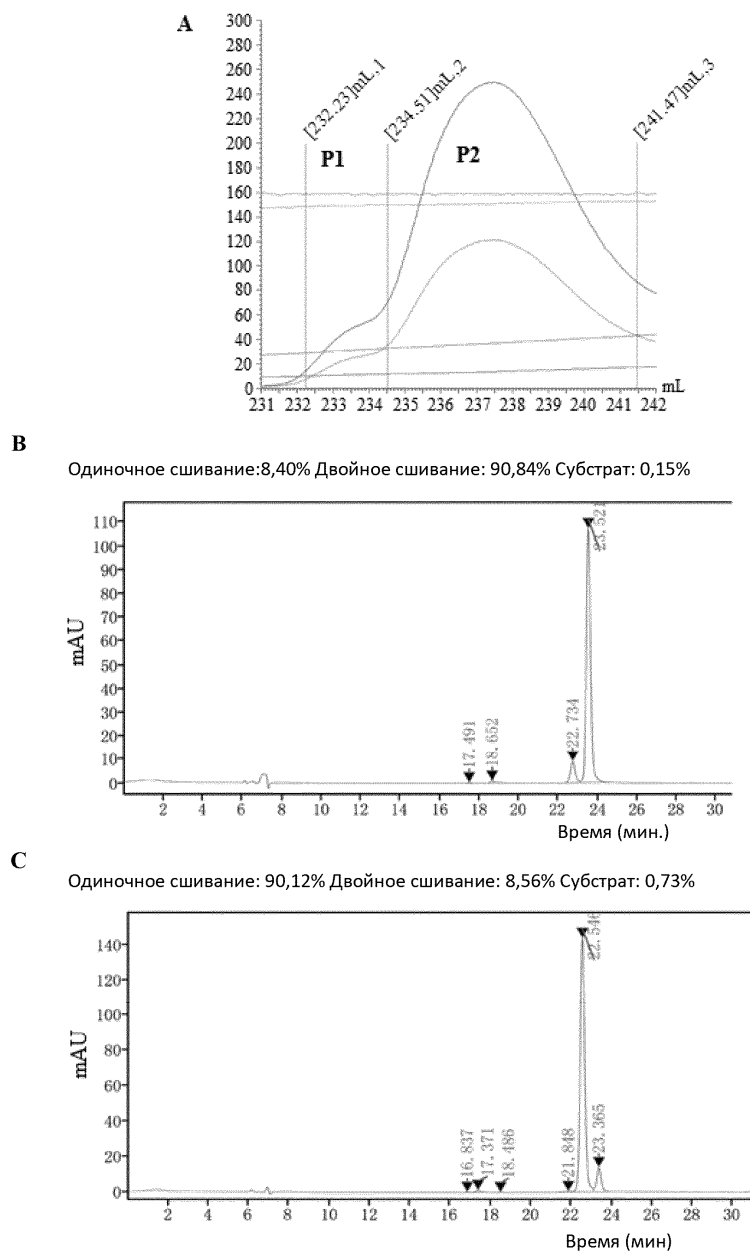 A
300
280
260
240
220
200
180
160
140
120
100
80
60
40
20
0
[232.23]mL,1
[234.51]mL,2
[241.47]mL,3
P1
P2
mL
231 232 233 234 235 236 237 238 239 240 241 242
B
Одиночное сшивание:8,40% Двойное сшивание: 90,84% Субстрат: 0,15%
mAU
110
100
90
80
70
60
50
40
30
20
10
0
17.491
18.652
22.734
23.521
2 4 6 8 10 12 14 16 18 20 22 24 26 28 30
Время (мин.)
C
Одиночное сшивание: 90,12% Двойное сшивание: 8,56% Субстрат: 0,73%
mAU
140
120
100
80
60
40
20
0
16.837
17.371
18.486
21.848
22.546
23.365
2 4 6 8 10 12 14 16 18 20 22 24 26 28 30
Время (мин)